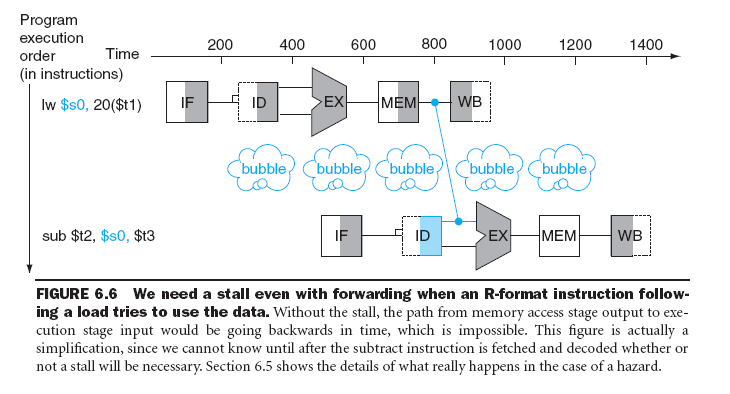 Program
execution
order
(in instructions)
Time
200 400 600 800 1000 1200 1400
lw $s0, 20($t1)
IF ID EX MEM WB
bubble bubble bubble bubble bubble
sub $t2, $s0, $t3
IF ID EX MEM WB
FIGURE 6.6 We need a stall even with forwarding when an R-format instruction follow-
ing a load tries to use the data. Without the stall, the path from memory access stage output to exe-
cution stage input would be going backwards in time, which is impossible. This figure is actually a
simplification, since we cannot know until after the subtract instruction is fetched and decoded whether or
not a stall will be necessary. Section 6.5 shows the details of what really happens in the case of a hazard.